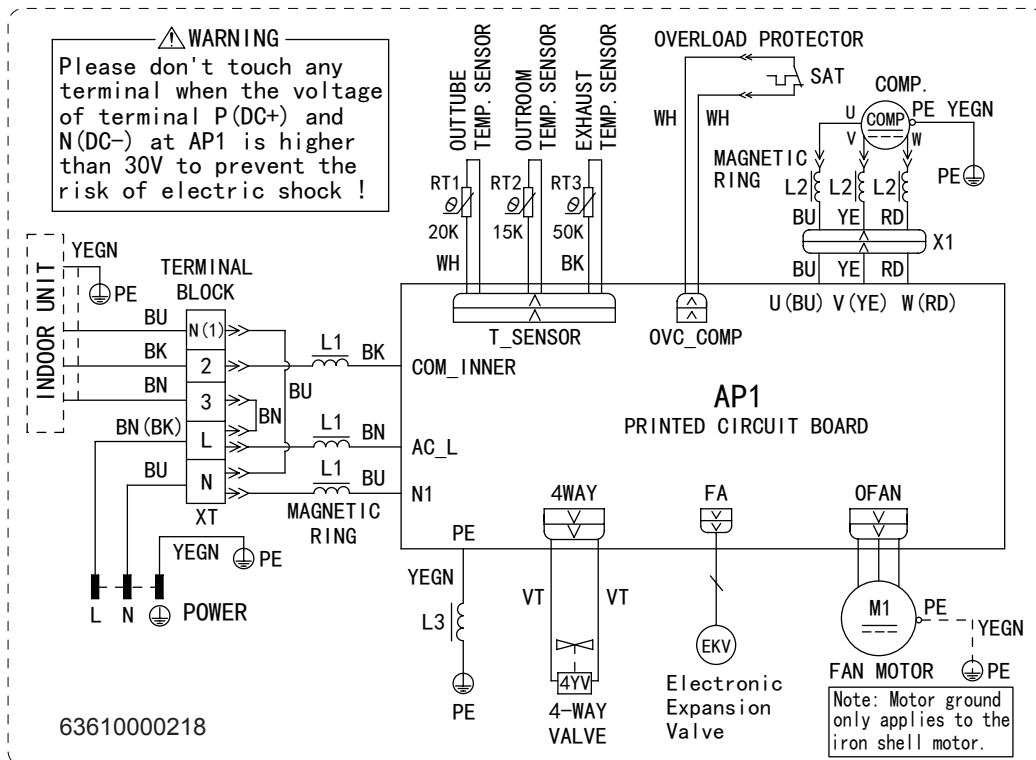 WARNING
Please don't touch any
terminal when the voltage
of terminal P(DC+) and
N(DC-) at AP1 is higher
than 30V to prevent the
risk of electric shock !
OUTTUBE
TEMP. SENSOR
OUTROOM
TEMP. SENSOR
EXHAUST
TEMP. SENSOR
RT1
RT2
RT3
θ
θ
θ
20K
15K
50K
WH
BK
T_SENSOR
OVERLOAD PROTECTOR
SAT
WH
WH
OVC_COMP
COMP.
COMP
U
V
W
PE
YEGN
PE
MAGNETIC
RING
L2
L2
L2
BU
YE
RD
X1
BU
YE
RD
U(BU)
V(YE)
W(RD)
INDOOR UNIT
YEGN
PE
TERMINAL
BLOCK
BU
N(1)
BK
2
BN
3
BN(BK)
L
BU
N
XT
BU
BN
L1
BK
COM_INNER
L1
BN
AC_L
L1
BU
N1
MAGNETIC
RING
YEGN
PE
L
N
POWER
AP1
PRINTED CIRCUIT BOARD
PE
YEGN
L3
PE
4WAY
VT
VT
4YV
4-WAY
VALVE
FA
EKV
Electronic
Expansion
Valve
OFAN
M1
PE
YEGN
PE
FAN MOTOR
Note: Motor ground
only applies to the
iron shell motor.
63610000218